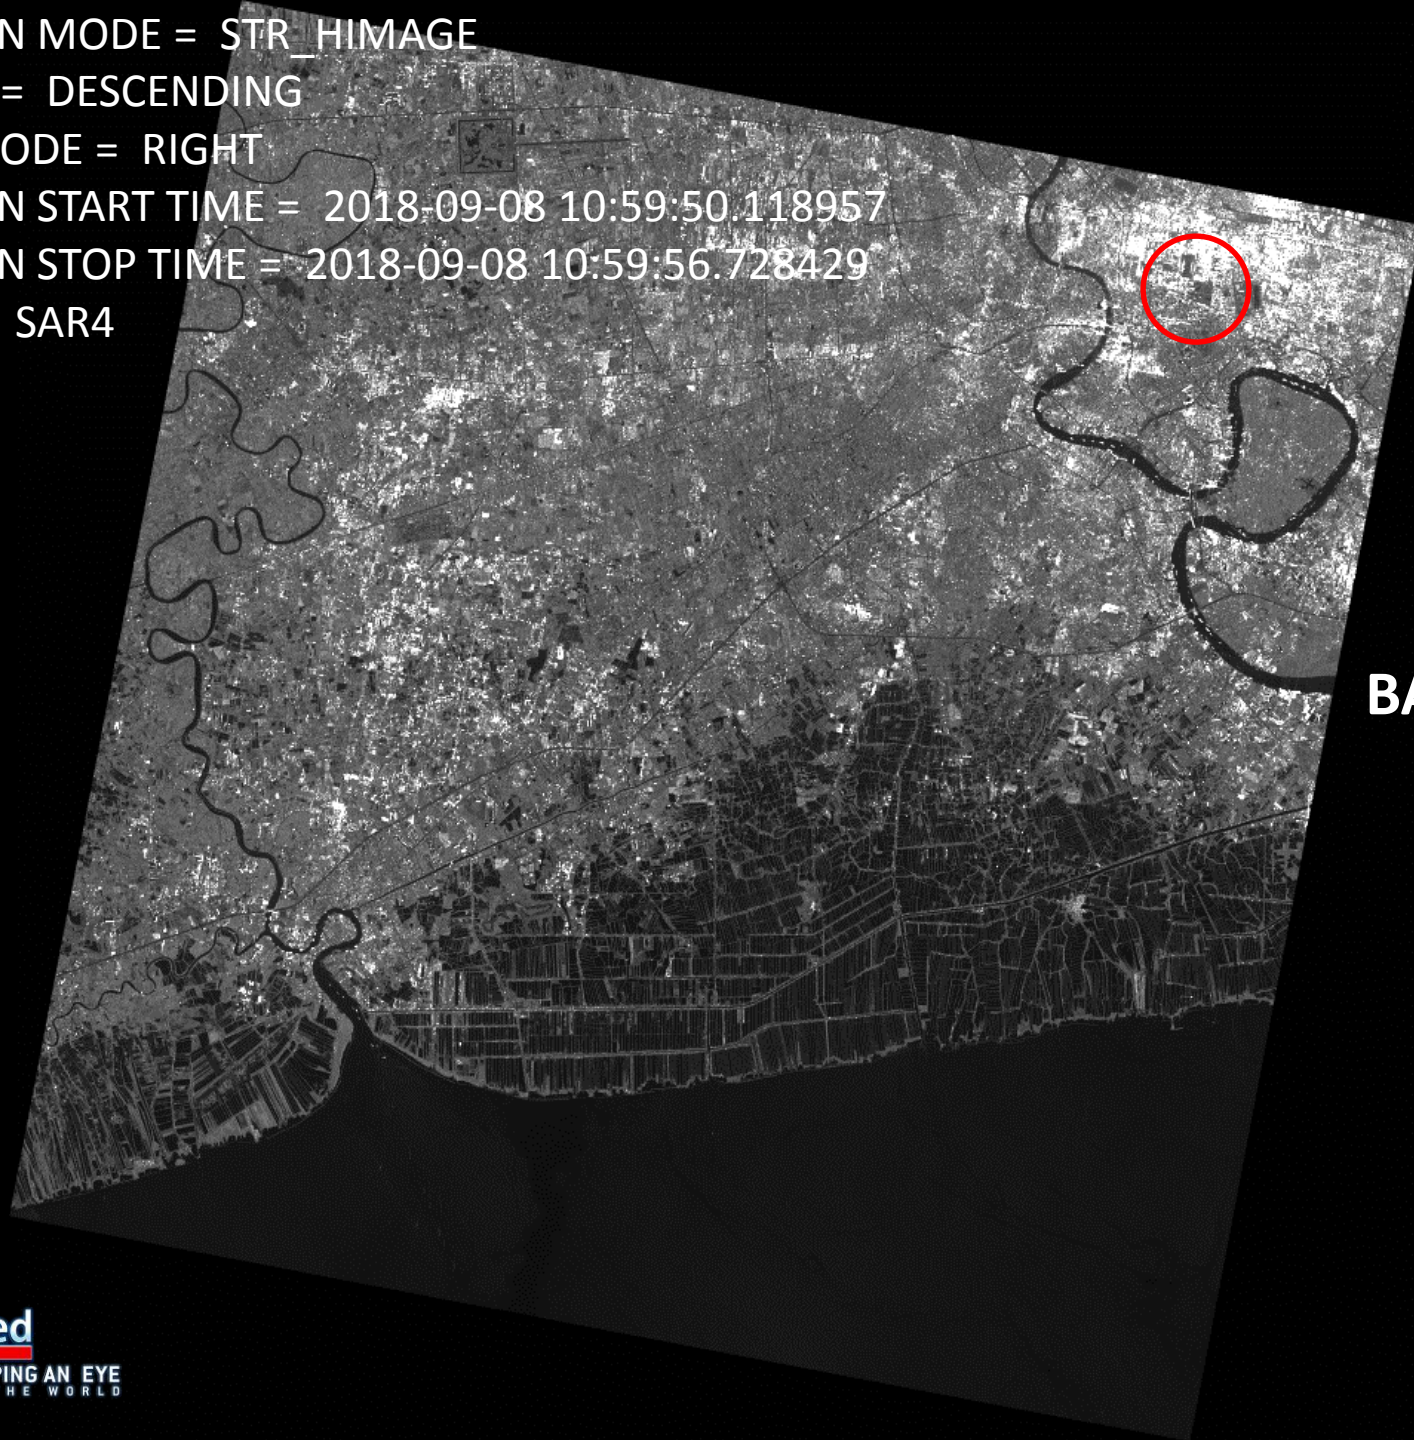 N MODE = STR_HIMAGE
= DESCENDING
ODE = RIGHT
N START TIME = 2018-09-08 10:59:50.118957
N STOP TIME = 2018-09-08 10:59:56.728429
SAR4
BA
ed
PING AN EYE
HE WORLD